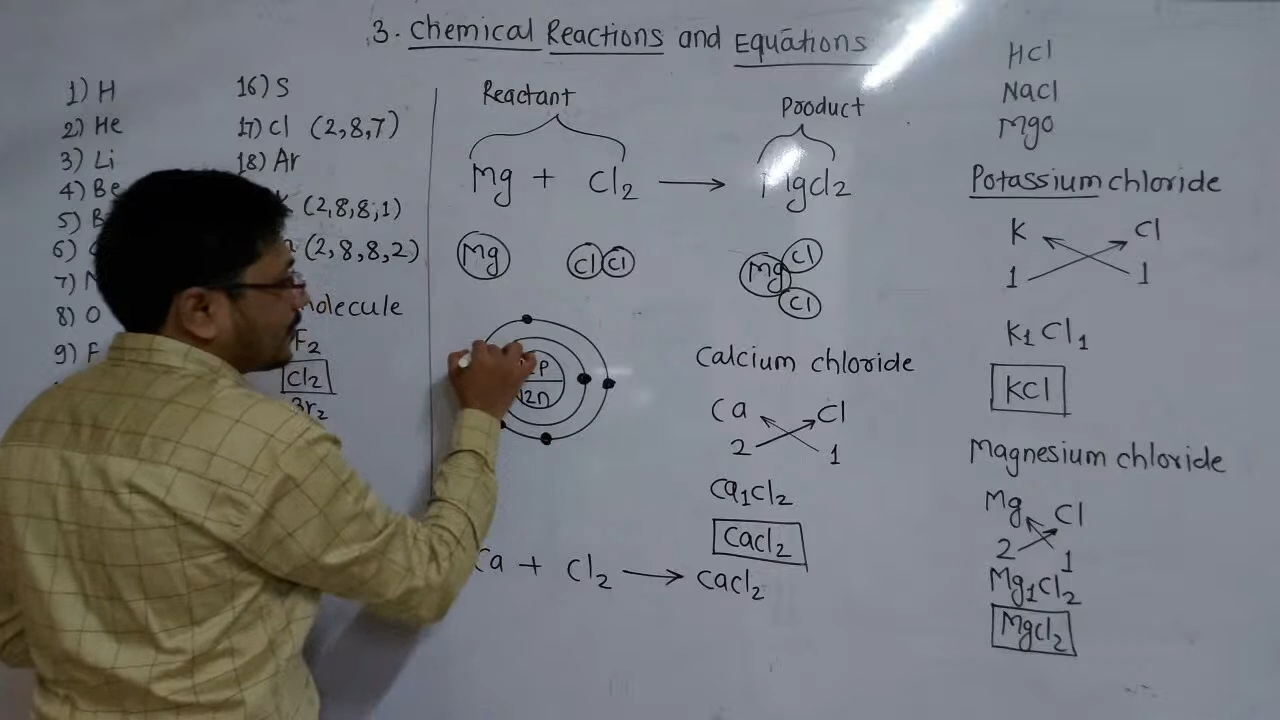 3. Chemical Reactions and Equations
1) H
2) He
3) Li
4) Be
5) B
6)
7) N
8) O
9) F
16) S
17) Cl (2,8,7)
18) Ar
(2,8,8,1)
(2,8,8,2)
molecule
F2
Cl2
Br2
Reactant
Product
Mg + Cl2 → MgCl2
Mg Cl Cl Mg Cl Cl
P
12n
Ca + Cl2 → CaCl2
Calcium chloride
Ca Cl
2 1
Ca1Cl2
CaCl2
HCl
NaCl
MgO
Potassium chloride
K Cl
1 1
K1Cl1
KCl
Magnesium chloride
Mg Cl
2 1
Mg1Cl2
MgCl2